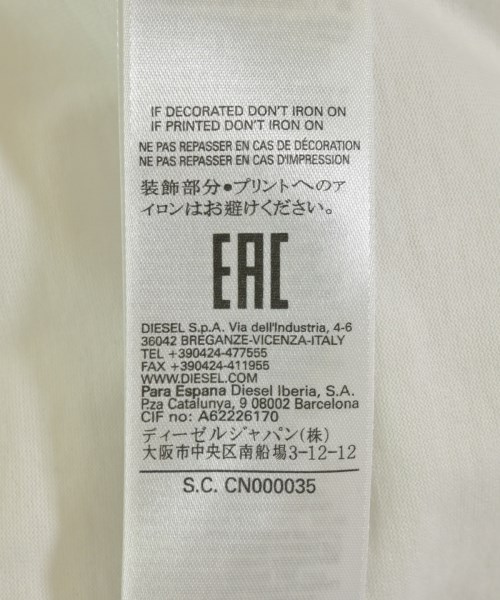 IF DECORATED DON'T IRON ON
IF PRINTED DON'T IRON ON
NE PAS REPASSER EN CAS DE DÉCORATION
NE PAS REPASSER EN CAS D'IMPRESSION
装飾部分●プリントへのア
イロンはお避けください。
EAC
DIESEL S.p.A. Via dell'Industria, 4-6
36042 BREGANZE-VICENZA-ITALY
TEL +390424-477555
FAX +390424-411955
WWW.DIESEL.COM
Para Espana Diesel Iberia, S.A.
P.za Catalunya, 9 08002 Barcelona
CIF no: A62226170
ディーゼルジャパン(株)
大阪市中央区南船場3-12-12
S.C. CN000035